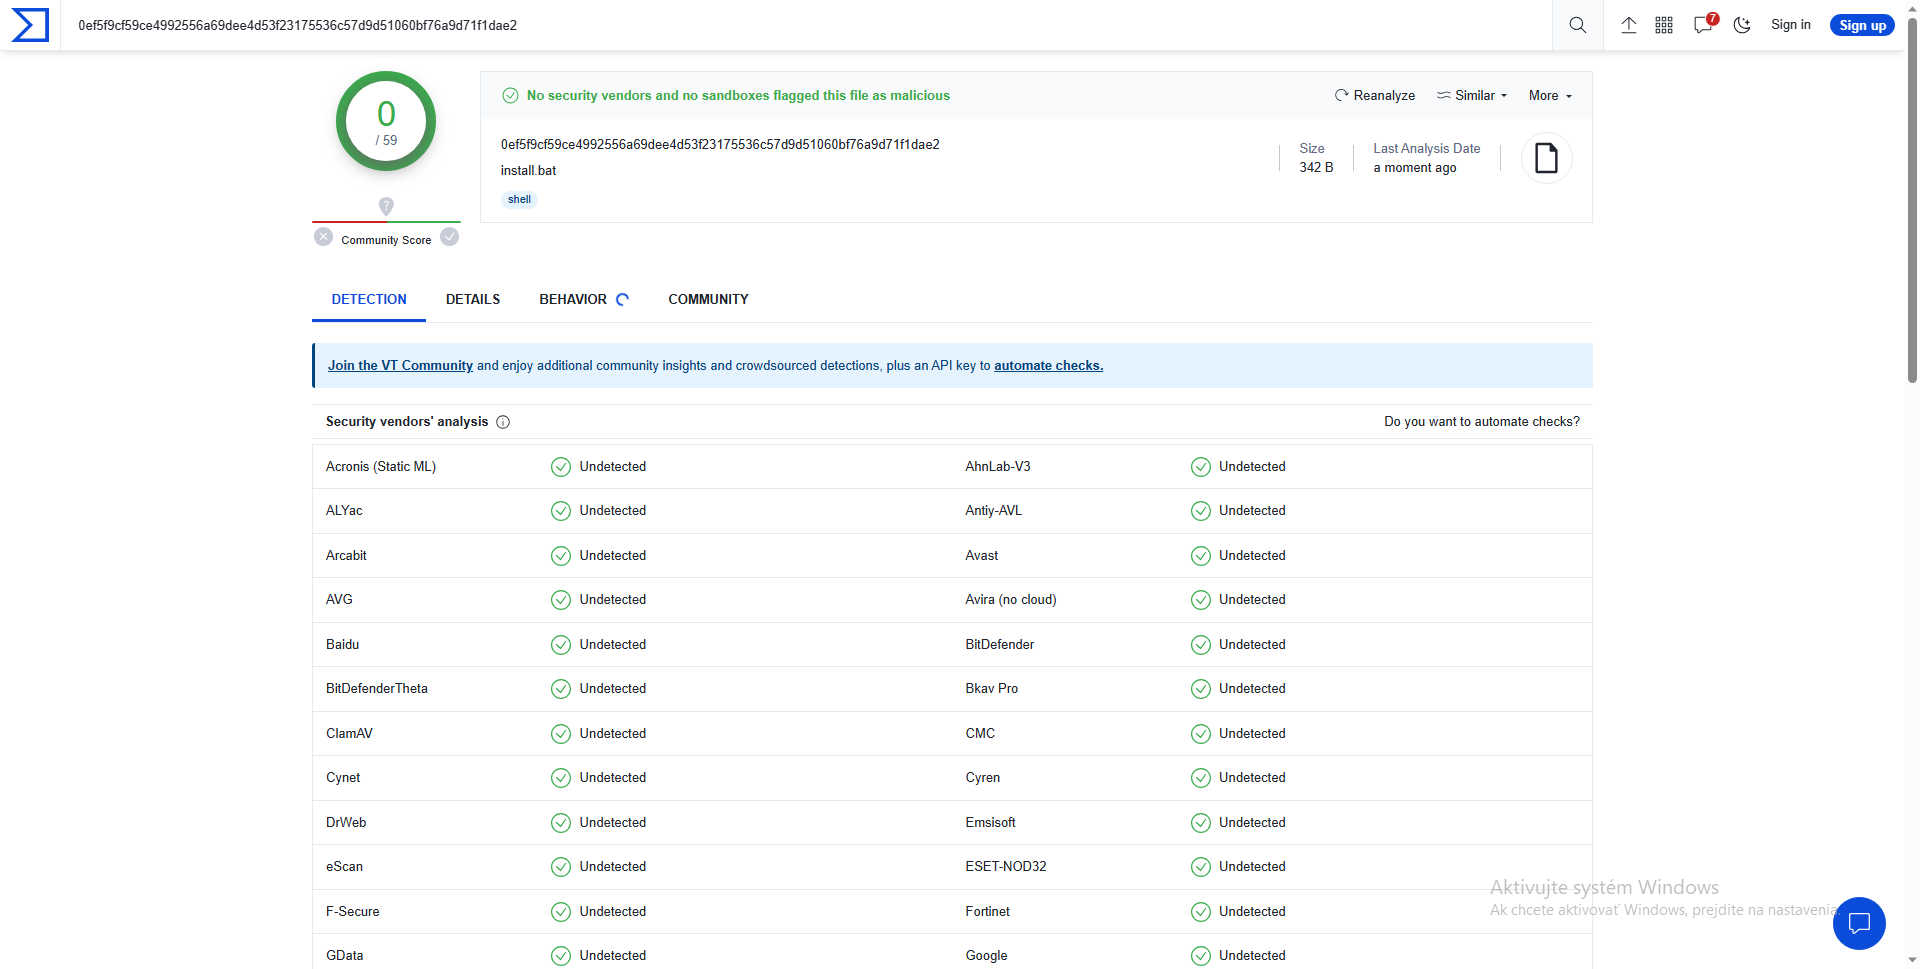 0ef5f9cf59ce4992556a69dee4d53f23175536c57d9d51060bf76a9d71f1dae2
7
Sign in
Sign up
0
/ 59
Community Score
No security vendors and no sandboxes flagged this file as malicious
Reanalyze
Similar
More
0ef5f9cf59ce4992556a69dee4d53f23175536c57d9d51060bf76a9d71f1dae2
install.bat
shell
Size
342 B
Last Analysis Date
a moment ago
DETECTION
DETAILS
BEHAVIOR
COMMUNITY
Join the VT Community and enjoy additional community insights and crowdsourced detections, plus an API key to automate checks.
Security vendors' analysis
Do you want to automate checks?
Acronis (Static ML) Undetected AhnLab-V3 Undetected
ALYac Undetected Antiy-AVL Undetected
Arcabit Undetected Avast Undetected
AVG Undetected Avira (no cloud) Undetected
Baidu Undetected BitDefender Undetected
BitDefenderTheta Undetected Bkav Pro Undetected
ClamAV Undetected CMC Undetected
Cynet Undetected Cyren Undetected
DrWeb Undetected Emsisoft Undetected
eScan Undetected ESET-NOD32 Undetected
F-Secure Undetected Fortinet Undetected
GData Undetected Google Undetected
Aktivujte systém Windows
Ak chcete aktivovať Windows, prejdite na nastavenia.